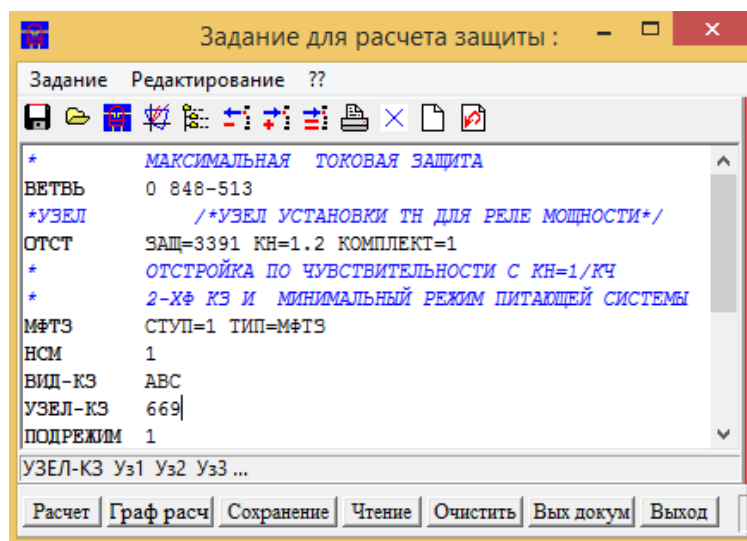 Задание для расчета защиты :
Задание Редактирование ??
* МАКСИМАЛЬНАЯ ТОКОВАЯ ЗАЩИТА
ВЕТВЬ 0 848-513
*УЗЕЛ /*УЗЕЛ УСТАНОВКИ ТН ДЛЯ РЕЛЕ МОЩНОСТИ*/
ОТСТ ЗАЩ=3391 КН=1.2 КОМПЛЕКТ=1
* ОТСТРОЙКА ПО ЧУВСТВИТЕЛЬНОСТИ С КН=1/КЧ
* 2-ХФ КЗ И МИНИМАЛЬНЫЙ РЕЖИМ ПИТАЮЩЕЙ СИСТЕМЫ
МФТЗ СТУП=1 ТИП=МФТЗ
НСМ 1
ВИД-КЗ ABC
УЗЕЛ-КЗ 669
ПОДРЕЖИМ 1
УЗЕЛ-КЗ Уз1 Уз2 Уз3 ...
Расчет Граф расч Сохранение Чтение Очистить Вых докум Выход